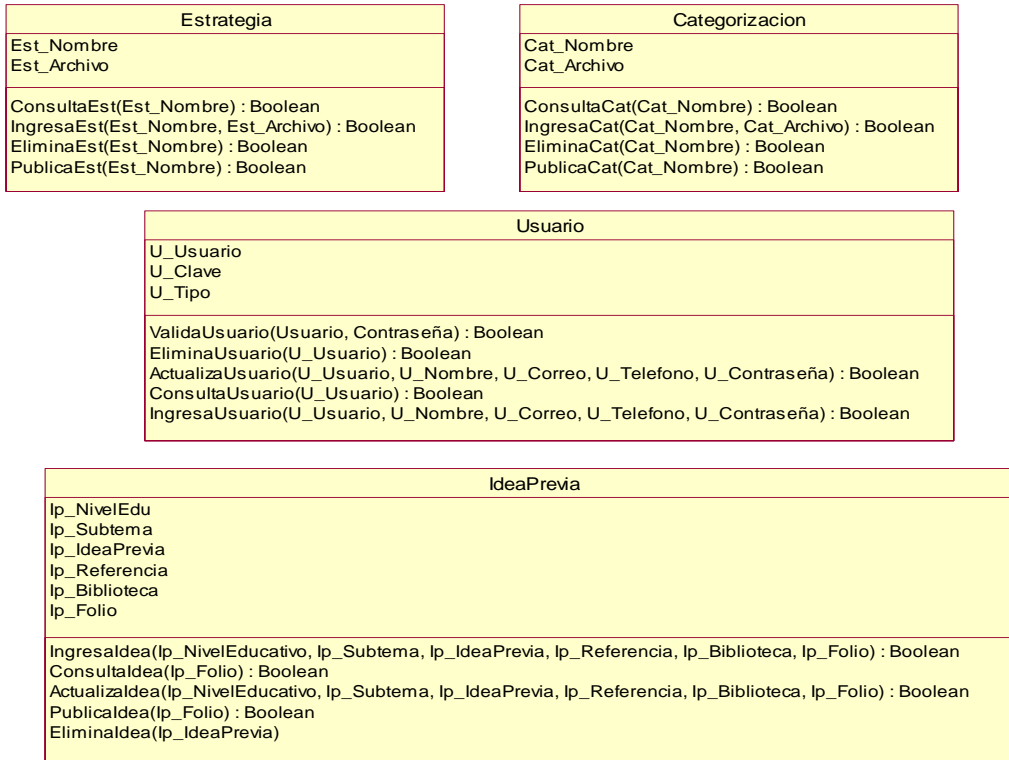 Estrategia
Est_Nombre
Est_Archivo
ConsultaEst(Est_Nombre) : Boolean
IngresaEst(Est_Nombre, Est_Archivo) : Boolean
EliminaEst(Est_Nombre) : Boolean
PublicaEst(Est_Nombre) : Boolean
Categorizacion
Cat_Nombre
Cat_Archivo
ConsultaCat(Cat_Nombre) : Boolean
IngresaCat(Cat_Nombre, Cat_Archivo) : Boolean
EliminaCat(Cat_Nombre) : Boolean
PublicaCat(Cat_Nombre) : Boolean
Usuario
U_Usuario
U_Clave
U_Tipo
ValidaUsuario(Usuario, Contraseña) : Boolean
EliminaUsuario(U_Usuario) : Boolean
ActualizaUsuario(U_Usuario, U_Nombre, U_Correo, U_Telefono, U_Contraseña) : Boolean
ConsultaUsuario(U_Usuario) : Boolean
IngresaUsuario(U_Usuario, U_Nombre, U_Correo, U_Telefono, U_Contraseña) : Boolean
IdeaPrevia
Ip_NivelEdu
Ip_Subtema
Ip_IdeaPrevia
Ip_Referencia
Ip_Biblioteca
Ip_Folio
IngresaIdea(Ip_NivelEducativo, Ip_Subtema, Ip_IdeaPrevia, Ip_Referencia, Ip_Biblioteca, Ip_Folio) : Boolean
ConsultaIdea(Ip_Folio) : Boolean
ActualizaIdea(Ip_NivelEducativo, Ip_Subtema, Ip_IdeaPrevia, Ip_Referencia, Ip_Biblioteca, Ip_Folio) : Boolean
PublicaIdea(Ip_Folio) : Boolean
EliminaIdea(Ip_IdeaPrevia)